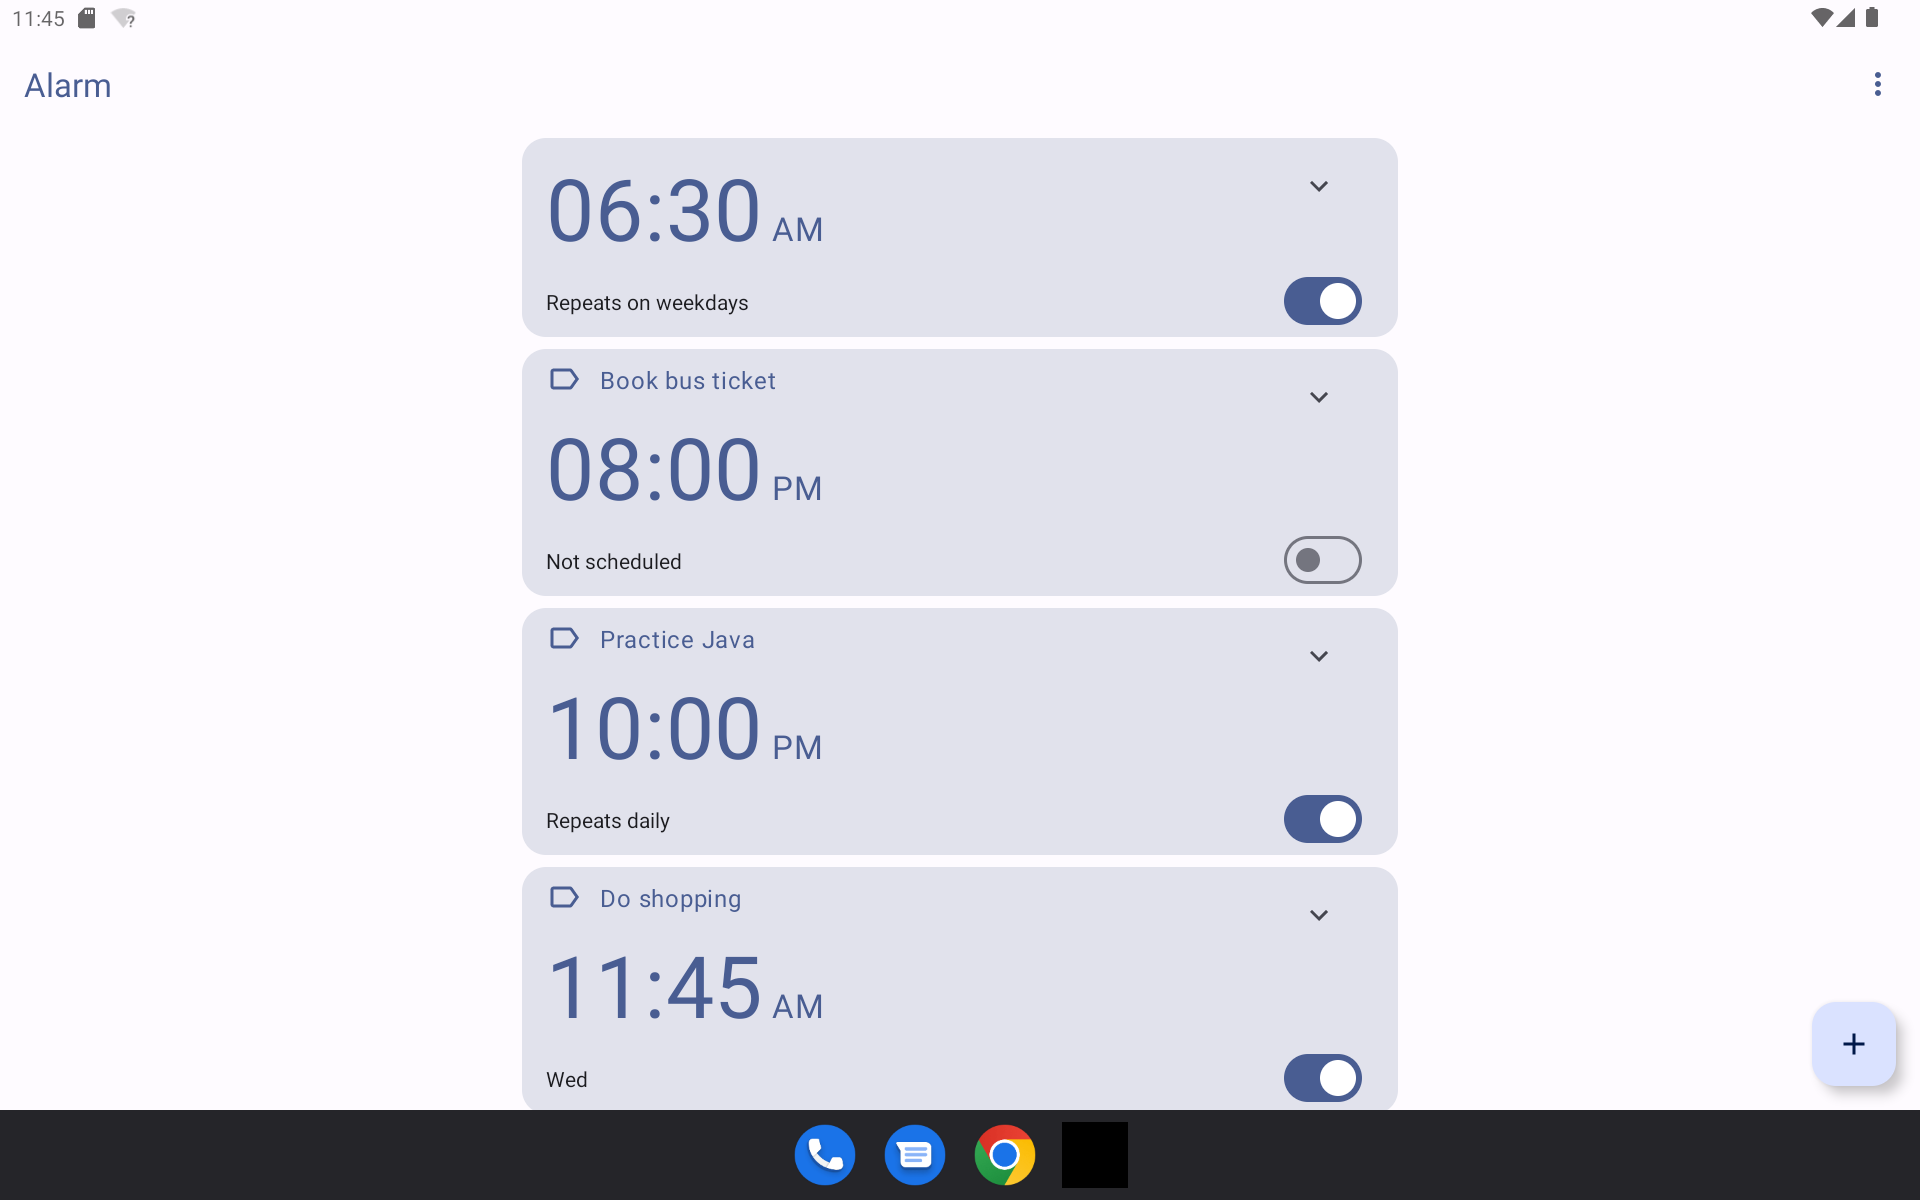 11:45
Alarm
06:30 AM
Repeats on weekdays
Book bus ticket
08:00 PM
Not scheduled
Practice Java
10:00 PM
Repeats daily
Do shopping
11:45 AM
Wed